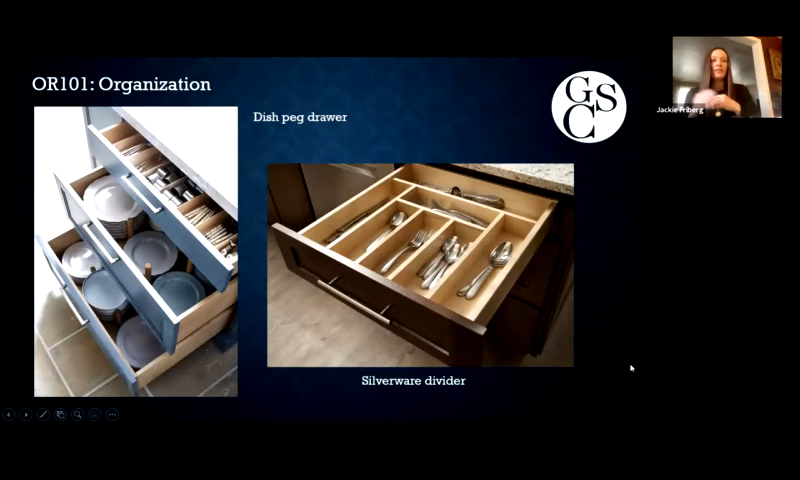 OR101: Organization
Dish peg drawer
GSC
Jackie Friberg
Silverware divider